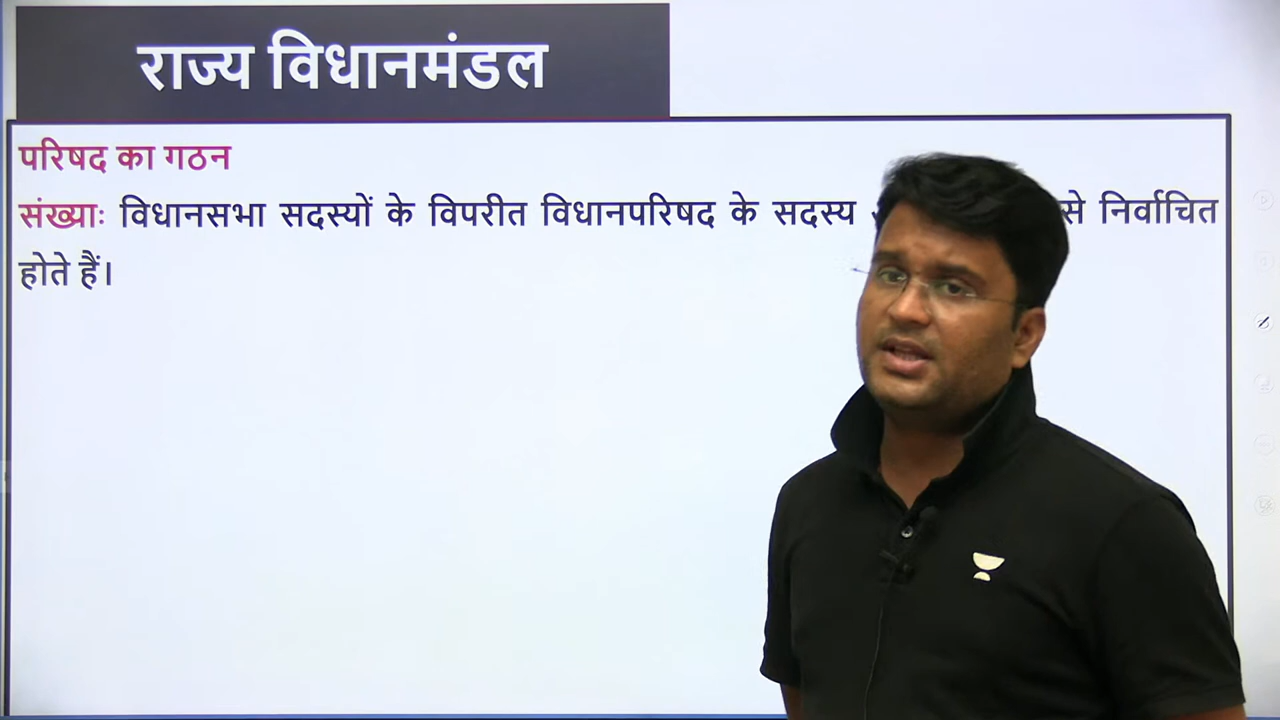 राज्य विधानमंडल
परिषद का गठन
संख्याः विधानसभा सदस्यों के विपरीत विधानपरिषद के सदस्य से निर्वाचित
होते हैं।